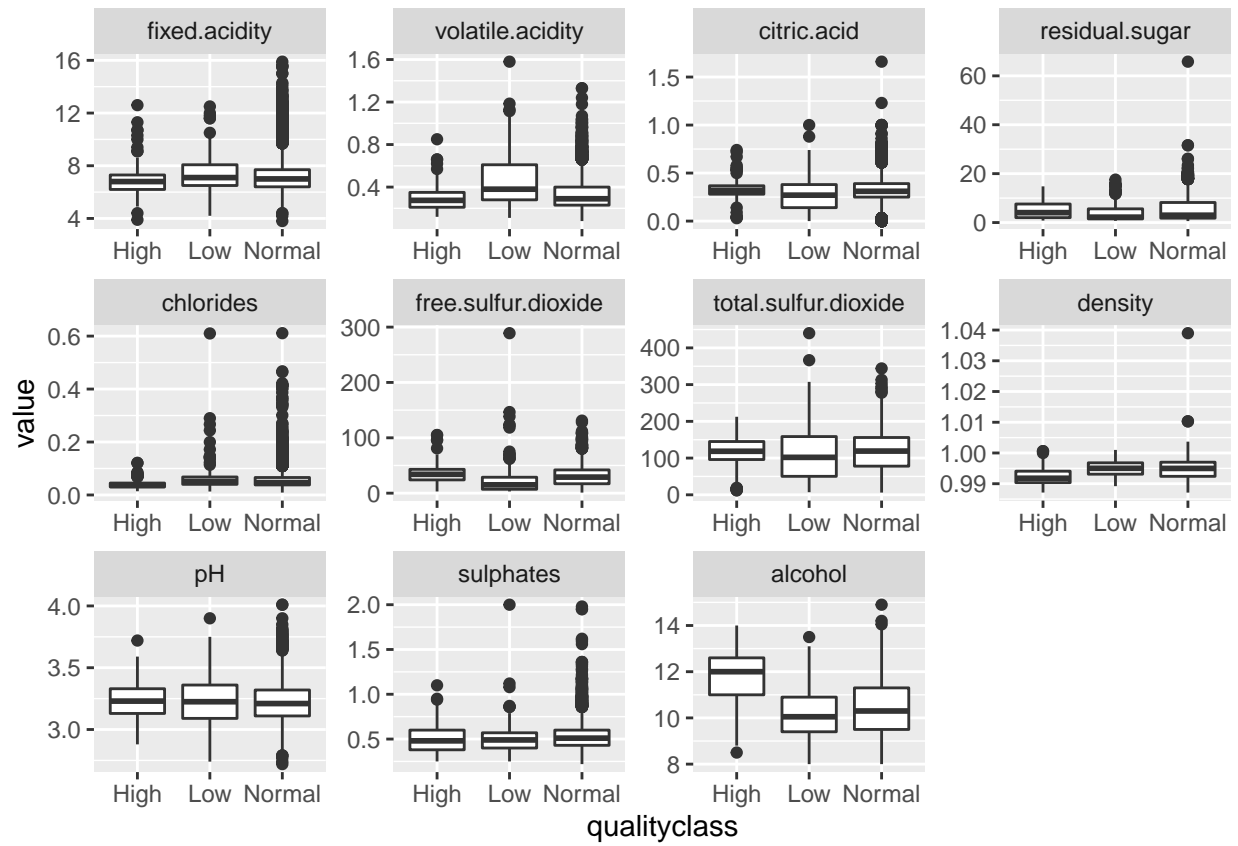 fixed.acidity
volatile.acidity
citric.acid
residual.sugar
16
12
8
4
1.6
1.2
0.8
0.4
1.5
1.0
0.5
0.0
60
40
20
0
High Low Normal
High Low Normal
High Low Normal
High Low Normal
chlorides
free.sulfur.dioxide
total.sulfur.dioxide
density
0.6
0.4
0.2
0.0
300
200
100
0
400
300
200
100
0
1.04
1.03
1.02
1.01
1.00
0.99
High Low Normal
High Low Normal
High Low Normal
High Low Normal
pH
sulphates
alcohol
4.0
3.5
3.0
2.0
1.5
1.0
0.5
14
12
10
8
High Low Normal
High Low Normal
High Low Normal
value
qualityclass